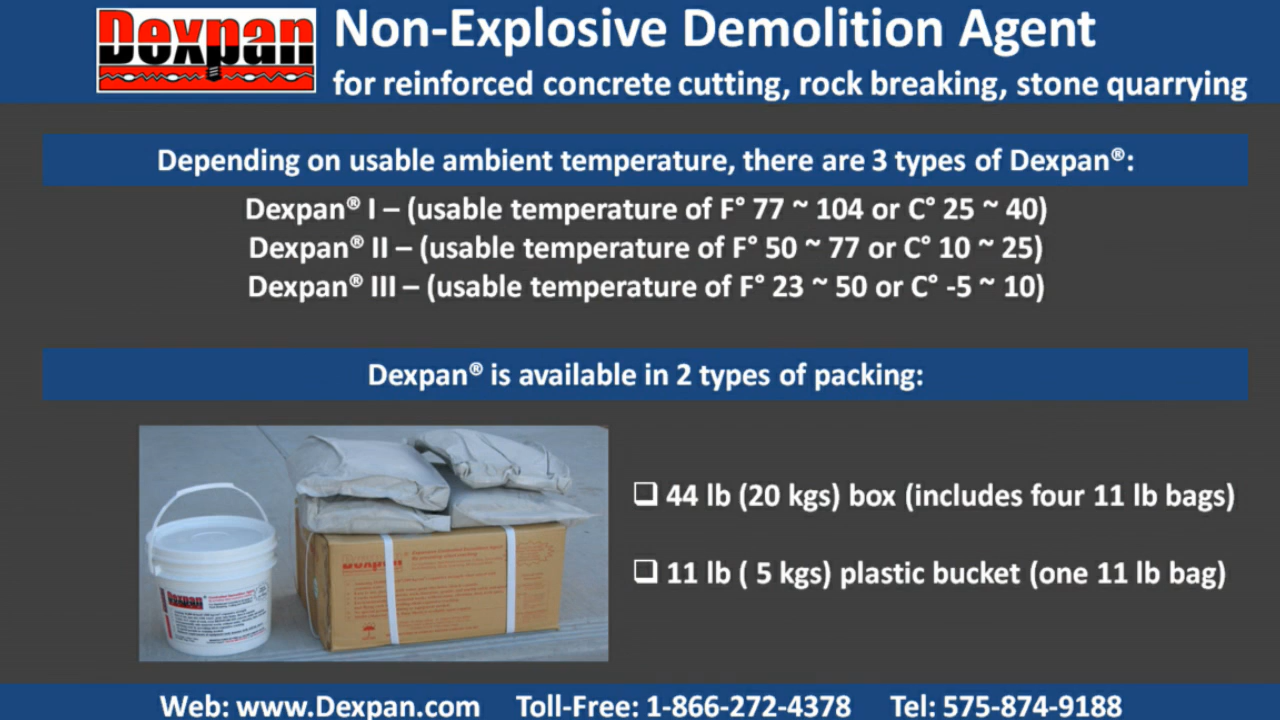 Dexpan
Non-Explosive Demolition Agent
for reinforced concrete cutting, rock breaking, stone quarrying
Depending on usable ambient temperature, there are 3 types of Dexpan®:
Dexpan® I – (usable temperature of F° 77 ~ 104 or C° 25 ~ 40)
Dexpan® II – (usable temperature of F° 50 ~ 77 or C° 10 ~ 25)
Dexpan® III – (usable temperature of F° 23 ~ 50 or C° -5 ~ 10)
Dexpan® is available in 2 types of packing:
❑ 44 lb (20 kgs) box (includes four 11 lb bags)
❑ 11 lb ( 5 kgs) plastic bucket (one 11 lb bag)
Dexpan
Dexpan
Web: www.Dexpan.com Toll-Free: 1-866-272-4378 Tel: 575-874-9188